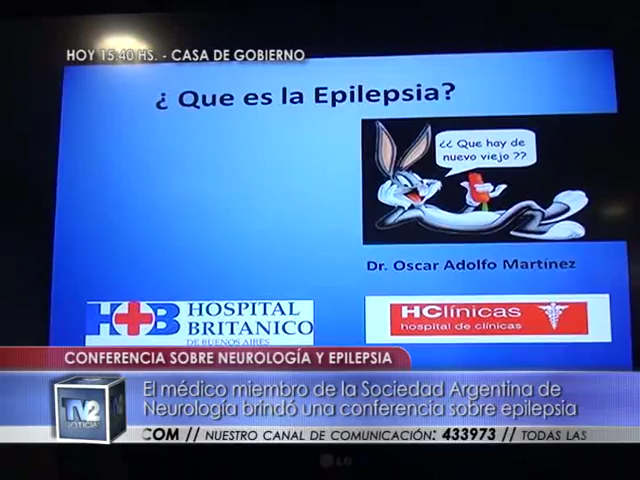 HOY 15:40 HS. - CASA DE GOBIERNO
¿ Que es la Epilepsia?
¿¿ Que hay de
nuevo viejo ??
Dr. Oscar Adolfo Martínez
H B HOSPITAL
BRITANICO
DE BUENOS AIRES
HClínicas
hospital de clínicas
CONFERENCIA SOBRE NEUROLOGÍA Y EPILEPSIA
El médico miembro de la Sociedad Argentina de
Neurología brindó una conferencia sobre epilepsia
TV2
NOTICIA
COM // NUESTRO CANAL DE COMUNICACIÓN: 433973 // TODAS LAS
LG